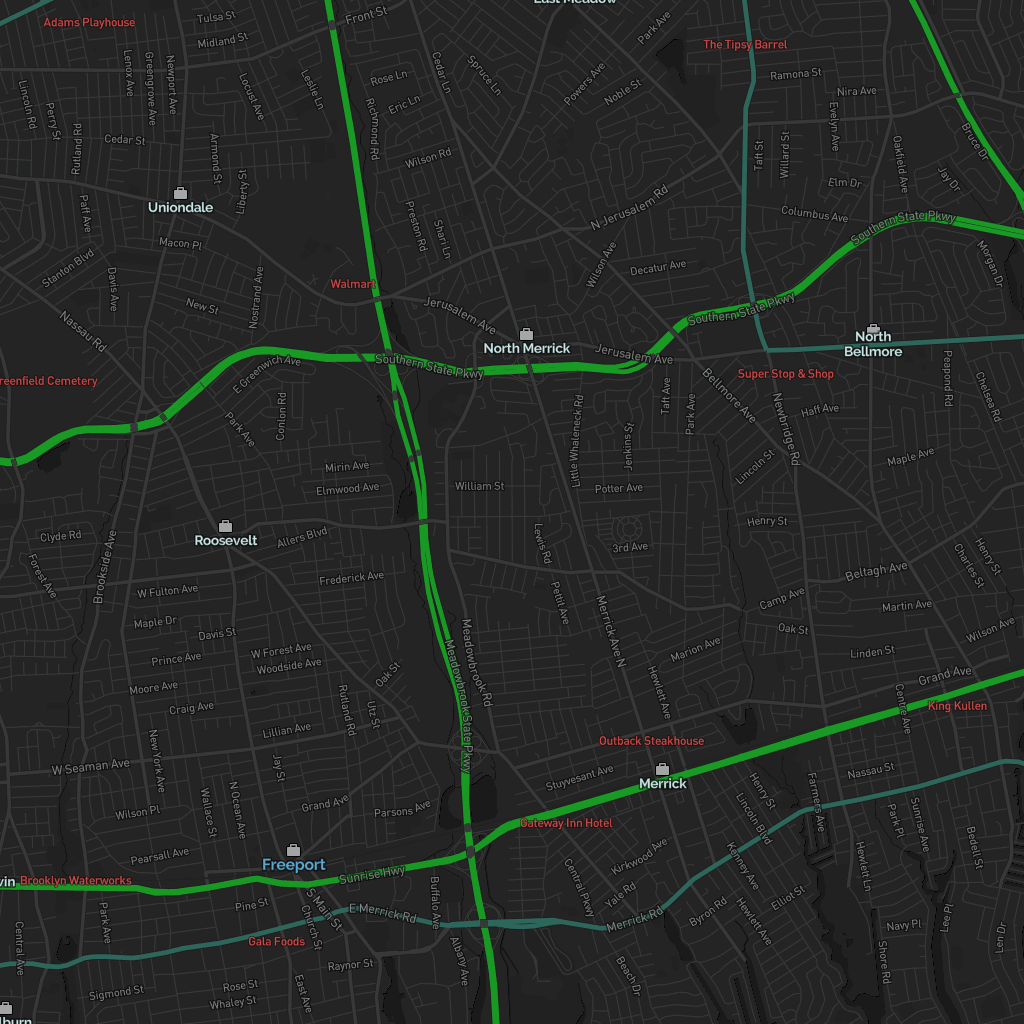 East Meadow
Tulsa St
Front St
Adams Playhouse
Park Ave
Midland St
The Tipsy Barrel
Cedar Ln
Spruce Ln
Lenox Ave
Greengrove Ave
Newport Ave
Locust Ave
Leslie Ln
Rose Ln
Powers Ave
Noble St
Ramona St
Nira Ave
Lincoln Rd
Perry St
Eric Ln
Richmond Rd
Evelyn Ave
Cedar St
Rutland Rd
Armond St
Wilson Rd
Taft St
Willard St
Oakfield Ave
Bruce Dr
Jay Dr
Elm Dr
Uniondale
Liberty St
Paff Ave
Preston Rd
Shari Ln
N Jerusalem Rd
Columbus Ave
Southern State Pkwy
Macon Pl
Stanton Blvd
Davis Ave
Wilson Ave
Decatur Ave
Morgan Dr
Nostrand Ave
Walmart
New St
Jerusalem Ave
Southern State Pkwy
Nassau Rd
North Merrick
Jerusalem Ave
North
Bellmore
E Greenwich Ave
Southern State Pkwy
Super Stop & Shop
Greenfield Cemetery
Bellmore Ave
Taft Ave
Park Ave
Newbridge Rd
Haff Ave
Peapond Rd
Chelsea Rd
Park Ave
Conlon Rd
Little Whaleneck Rd
Jenkins St
Mirin Ave
Lincoln St
Maple Ave
Elmwood Ave
William St
Potter Ave
Roosevelt
Allers Blvd
Clyde Rd
Lewis Rd
3rd Ave
Henry St
Henry St
Charles St
Forest Ave
Brookside Ave
W Fulton Ave
Frederick Ave
Beltagh Ave
Camp Ave
Martin Ave
Pettit Ave
Merrick Ave N
Maple Dr
Davis St
Oak St
Wilson Ave
W Forest Ave
Woodside Ave
Prince Ave
Meadowbrook Rd
Meadowbrook State Pkwy
Marion Ave
Linden St
Moore Ave
Oak St
Hewlett Ave
Grand Ave
Craig Ave
Rutland Rd
Utz St
Centre Ave
King Kullen
Lillian Ave
Outback Steakhouse
New York Ave
W Seaman Ave
Jay St
Stuyvesant Ave
Merrick
Nassau St
Henry St
Farmers Ave
Wilson Pl
Wallace St
N Ocean Ave
Grand Ave
Parsons Ave
Gateway Inn Hotel
Lincoln Blvd
Park Pl
Sunrise Ave
Bedell St
Pearsall Ave
Freeport
Kirkwood Ave
Kenney Ave
Hewlett Ln
Brooklyn Waterworks
Sunrise Hwy
Central Pkwy
Yale Rd
Elliot St
Park Ave
Pine St
S Main St
Church St
E Merrick Rd
Buffalo Ave
Merrick Rd
Byron Rd
Hewlett Ave
Lee Pl
Navy Pl
Len Dr
Central Ave
Gala Foods
Albany Ave
Shore Rd
Raynor St
Beach Dr
Sigmond St
Rose St
Whaley St
East Ave